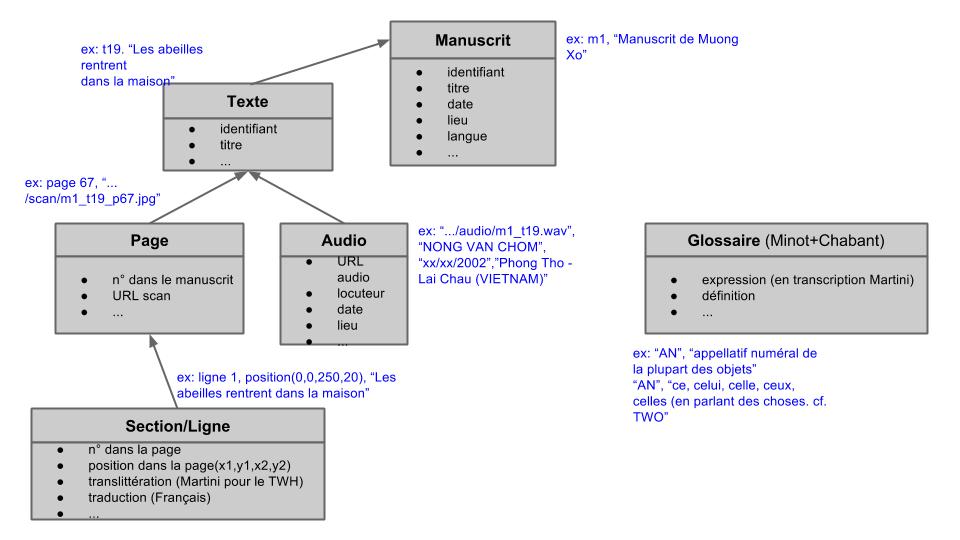 Manuscrit
● identifiant
● titre
● date
● lieu
● langue
● ...
ex: m1, “Manuscrit de Muong
Xo”
ex: t19. “Les abeilles
rentrent
dans la maison”
Texte
● identifiant
● titre
● ...
ex: page 67, “...
/scan/m1_t19_p67.jpg”
Page
● n° dans le manuscrit
● URL scan
● ...
Audio
● URL
audio
● locuteur
● date
● lieu
● ...
ex: “.../audio/m1_t19.wav”,
“NONG VAN CHOM”,
“xx/xx/2002”,”Phong Tho -
Lai Chau (VIETNAM)”
Glossaire (Minot+Chabant)
● expression (en transcription Martini)
● définition
● ...
ex: “AN”, “appellatif numéral de
la plupart des objets”
“AN”, “ce, celui, celle, ceux,
celles (en parlant des choses. cf.
TWO”
ex: ligne 1, position(0,0,250,20), “Les
abeilles rentrent dans la maison”
Section/Ligne
● n° dans la page
● position dans la page(x1,y1,x2,y2)
● translittération (Martini pour le TWH)
● traduction (Français)
● ...